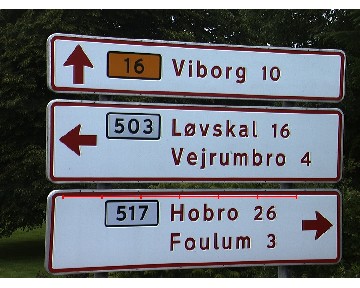 16 Viborg 10
503 Løvskal 16
Vejrumbro 4
517 Hobro 26
Foulum 3